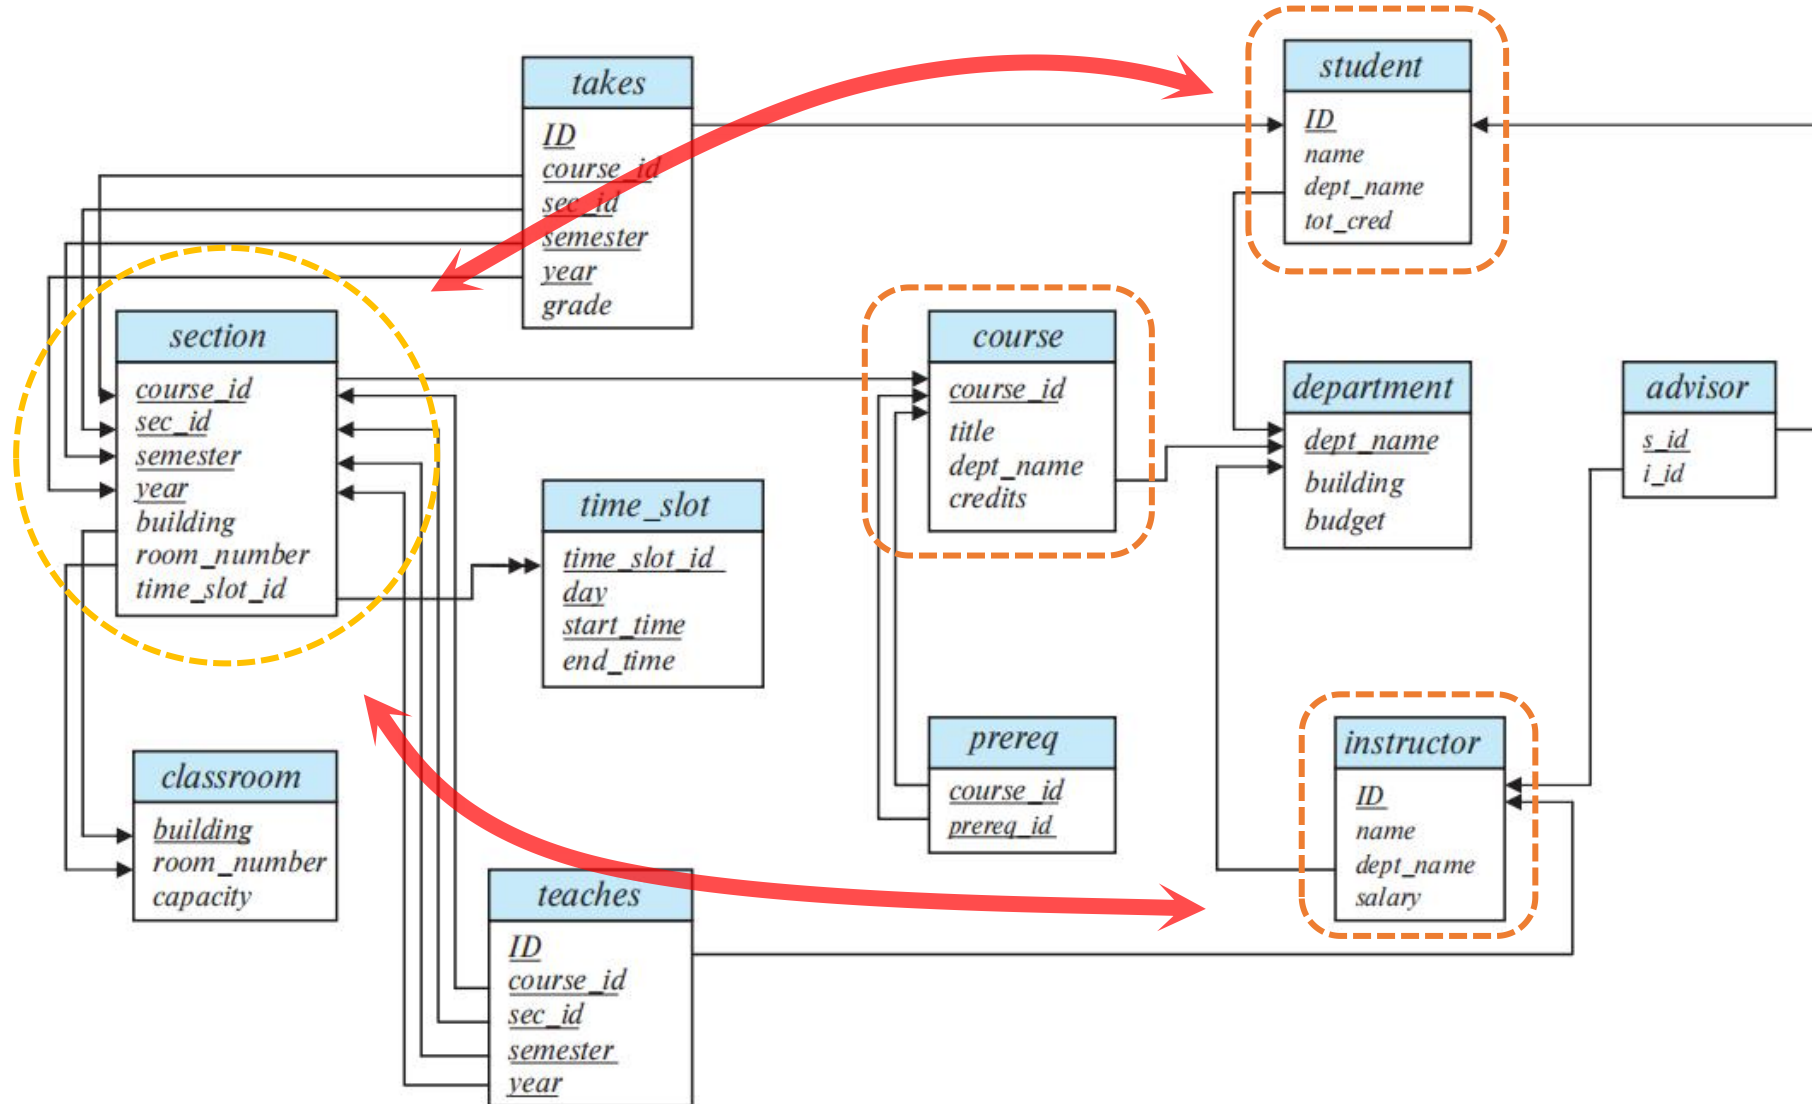 takes
ID
course_id
sec_id
semester
year
grade
student
ID
name
dept_name
tot_cred
section
course_id
sec_id
semester
year
building
room_number
time_slot_id
course
course_id
title
dept_name
credits
department
dept_name
building
budget
advisor
s_id
i_id
time_slot
time_slot_id
day
start_time
end_time
prereq
course_id
prereq_id
instructor
ID
name
dept_name
salary
classroom
building
room_number
capacity
teaches
ID
course_id
sec_id
semester
year